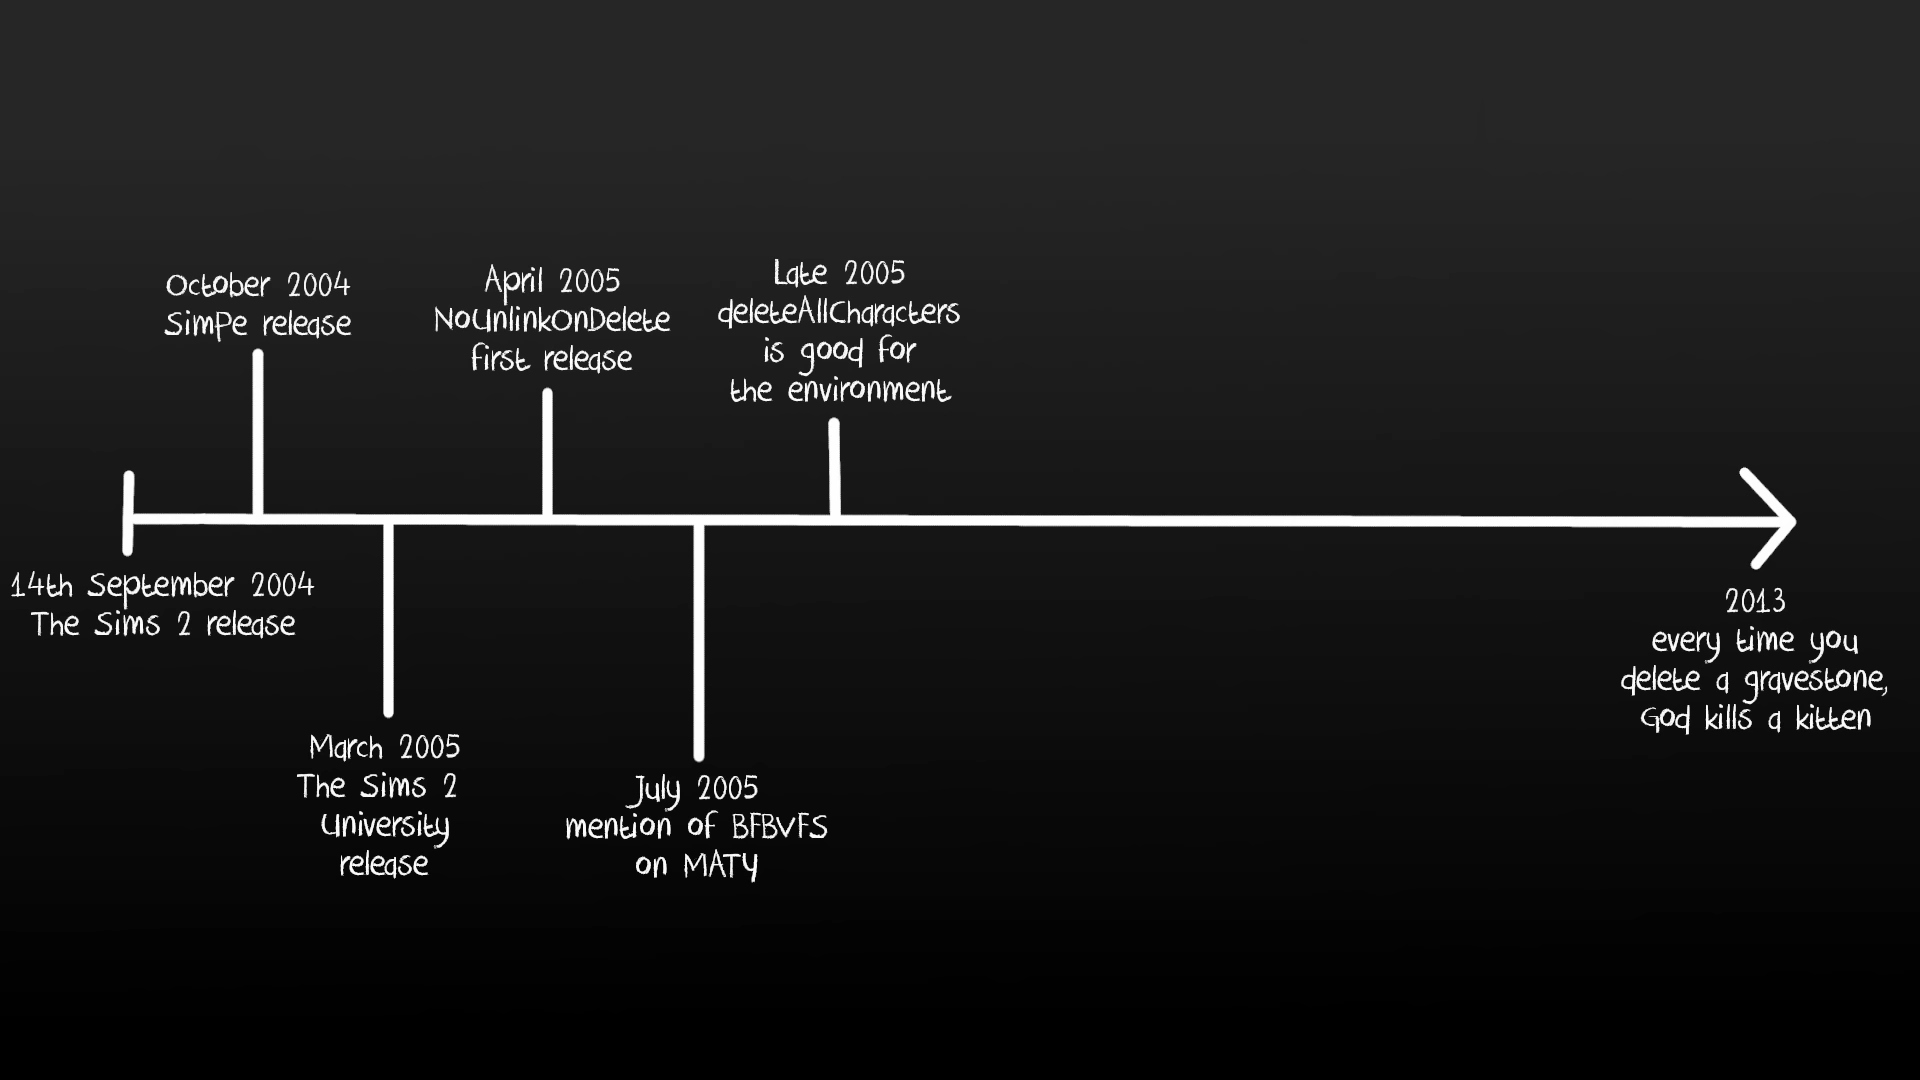 October 2004
SimPe release
April 2005
NoUnlinkOnDelete
first release
Late 2005
deleteAllCharacters
is good for
the environment
14th September 2004
The Sims 2 release
March 2005
The Sims 2
University
release
July 2005
mention of BFBVFS
on MATY
2013
every time you
delete a gravestone,
God kills a kitten